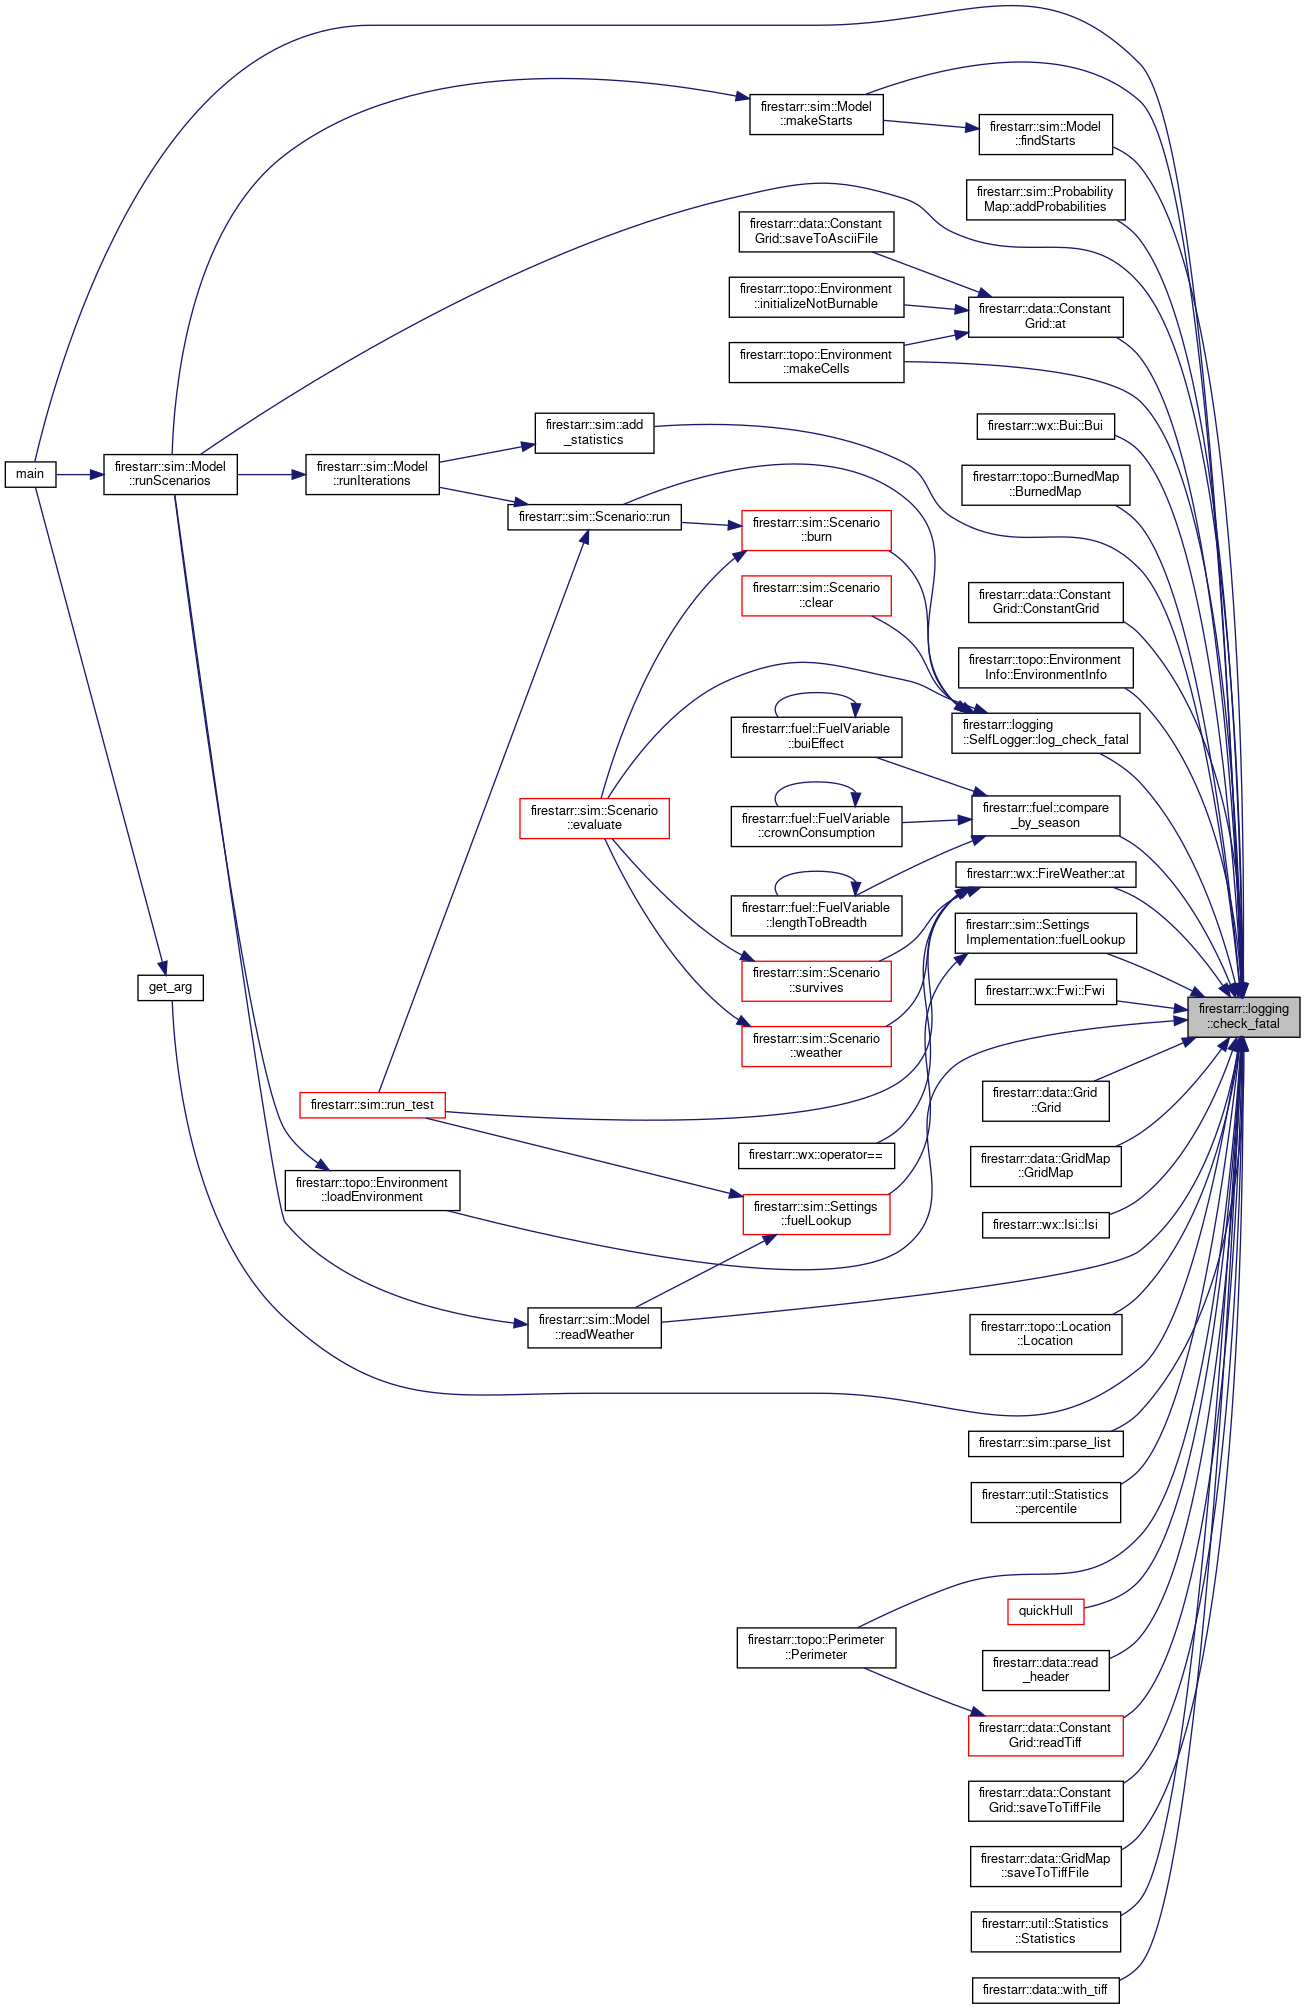 firestarr::sim::Model
::makeStarts
firestarr::sim::Model
::findStarts
firestarr::sim::Probability
Map::addProbabilities
firestarr::data::Constant
Grid::saveToAsciiFile
firestarr::topo::Environment
::initializeNotBurnable
firestarr::data::Constant
Grid::at
firestarr::topo::Environment
::makeCells
firestarr::wx::Bui::Bui
firestarr::sim::add
_statistics
main
firestarr::sim::Model
::runScenarios
firestarr::sim::Model
::runIterations
firestarr::topo::BurnedMap
::BurnedMap
firestarr::sim::Scenario::run
firestarr::sim::Scenario
::burn
firestarr::sim::Scenario
::clear
firestarr::data::Constant
Grid::ConstantGrid
firestarr::topo::Environment
Info::EnvironmentInfo
firestarr::logging
::SelfLogger::log_check_fatal
firestarr::fuel::FuelVariable
::buiEffect
firestarr::sim::Scenario
::evaluate
firestarr::fuel::FuelVariable
::crownConsumption
firestarr::fuel::compare
_by_season
firestarr::wx::FireWeather::at
firestarr::fuel::FuelVariable
::lengthToBreadth
firestarr::sim::Settings
Implementation::fuelLookup
firestarr::sim::Scenario
::survives
get_arg
firestarr::wx::Fwi::Fwi
firestarr::logging
::check_fatal
firestarr::sim::Scenario
::weather
firestarr::sim::run_test
firestarr::data::Grid
::Grid
firestarr::wx::operator==
firestarr::data::GridMap
::GridMap
firestarr::topo::Environment
::loadEnvironment
firestarr::sim::Settings
::fuelLookup
firestarr::wx::Isi::Isi
firestarr::sim::Model
::readWeather
firestarr::topo::Location
::Location
firestarr::sim::parse_list
firestarr::util::Statistics
::percentile
quickHull
firestarr::topo::Perimeter
::Perimeter
firestarr::data::read
_header
firestarr::data::Constant
Grid::readTiff
firestarr::data::Constant
Grid::saveToTiffFile
firestarr::data::GridMap
::saveToTiffFile
firestarr::util::Statistics
::Statistics
firestarr::data::with_tiff